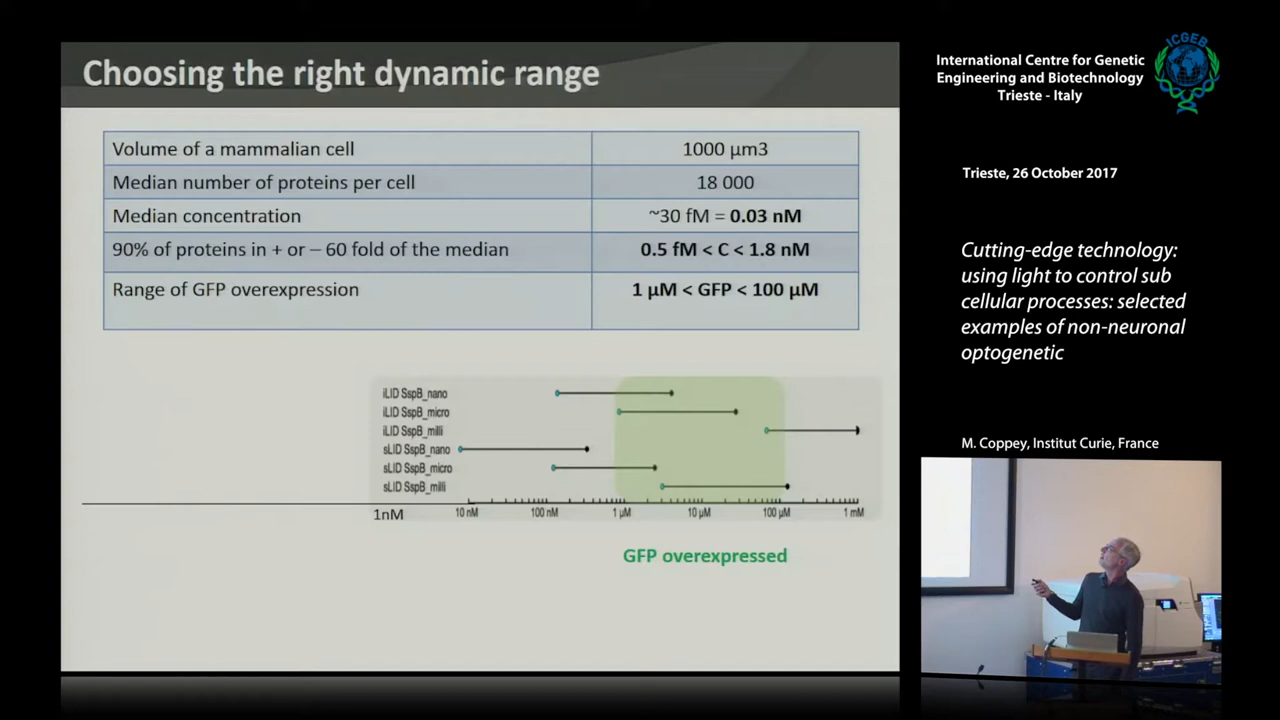 Choosing the right dynamic range
Volume of a mammalian cell 1000 µm3
Median number of proteins per cell 18 000
Median concentration ~30 fM = 0.03 nM
90% of proteins in + or – 60 fold of the median 0.5 fM < C < 1.8 nM
Range of GFP overexpression 1 µM < GFP < 100 µM
iLID SspB_nano
iLID SspB_micro
iLID SspB_milli
sLID SspB_nano
sLID SspB_micro
sLID SspB_milli
1nM 10 nM 100 nM 1 µM 10 µM 100 µM 1 mM
GFP overexpressed
International Centre for Genetic
Engineering and Biotechnology
Trieste - Italy
ICGEB
Trieste, 26 October 2017
Cutting-edge technology:
using light to control sub
cellular processes: selected
examples of non-neuronal
optogenetic
M. Coppey, Institut Curie, France